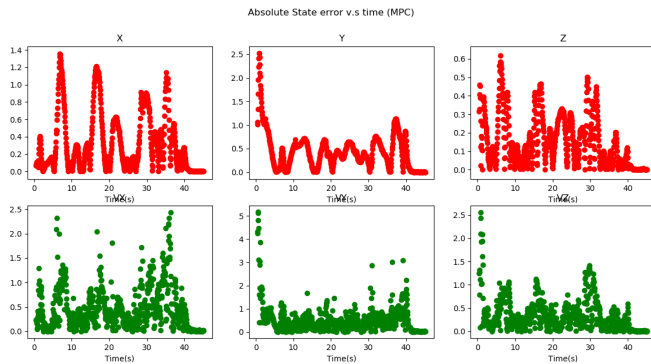 Absolute State error v.s time (MPC)
X Y Z
1.4 1.2 1.0 0.8 0.6 0.4 0.2 0.0
2.5 2.0 1.5 1.0 0.5 0.0
0.6 0.5 0.4 0.3 0.2 0.1 0.0
0 10 20 30 40 0 10 20 30 40 0 10 20 30 40
Time(s) Time(s) Time(s)
VX VY VZ
2.5 2.0 1.5 1.0 0.5 0.0
5 4 3 2 1 0
2.5 2.0 1.5 1.0 0.5 0.0
0 10 20 30 40 0 10 20 30 40 0 10 20 30 40
Time(s) Time(s) Time(s)